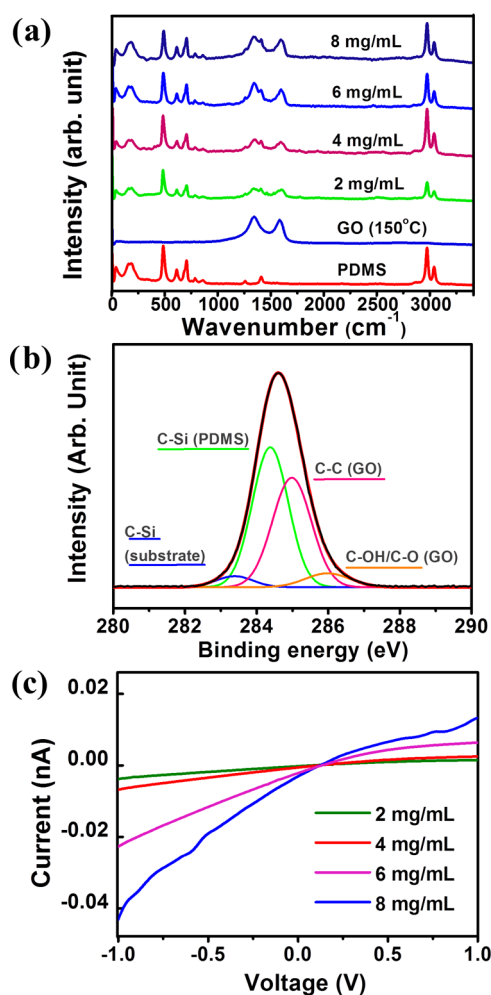 (a)
8 mg/mL
6 mg/mL
4 mg/mL
2 mg/mL
GO (150°C)
PDMS
Intensity (arb. unit)
0 500 1000 1500 2000 2500 3000
Wavenumber (cm⁻¹)
(b)
C-Si (PDMS)
C-C (GO)
C-Si
(substrate)
C-OH/C-O (GO)
Intensity (Arb. Unit)
280 282 284 286 288 290
Binding energy (eV)
(c)
0.02
0.00
-0.02
-0.04
Current (nA)
2 mg/mL
4 mg/mL
6 mg/mL
8 mg/mL
-1.0 -0.5 0.0 0.5 1.0
Voltage (V)